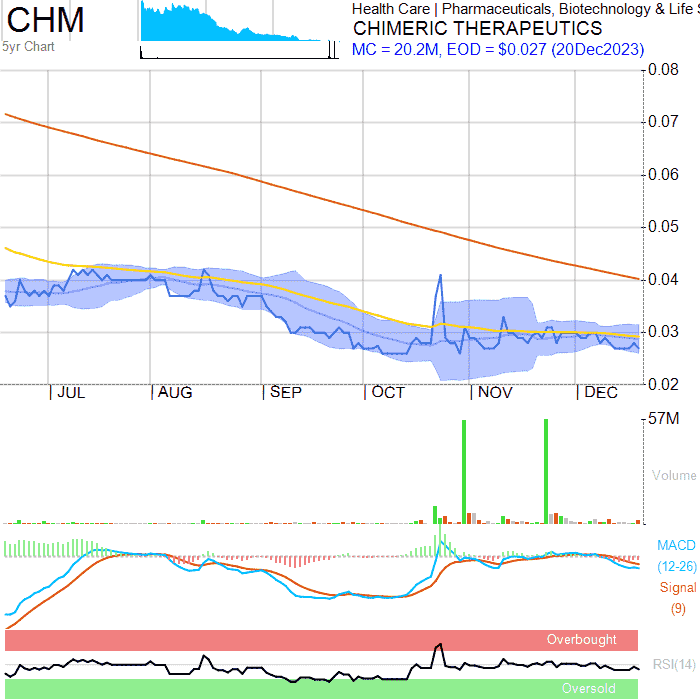 CHM
Health Care | Pharmaceuticals, Biotechnology & Life S
CHIMERIC THERAPEUTICS
5yr Chart
MC = 20.2M, EOD = $0.027 (20Dec2023)
0.08
0.07
0.06
0.05
0.04
0.03
0.02
| JUL | AUG | SEP | OCT | NOV | DEC
57M
Volume
MACD
(12-26)
Signal
(9)
Overbought
RSI(14)
Oversold